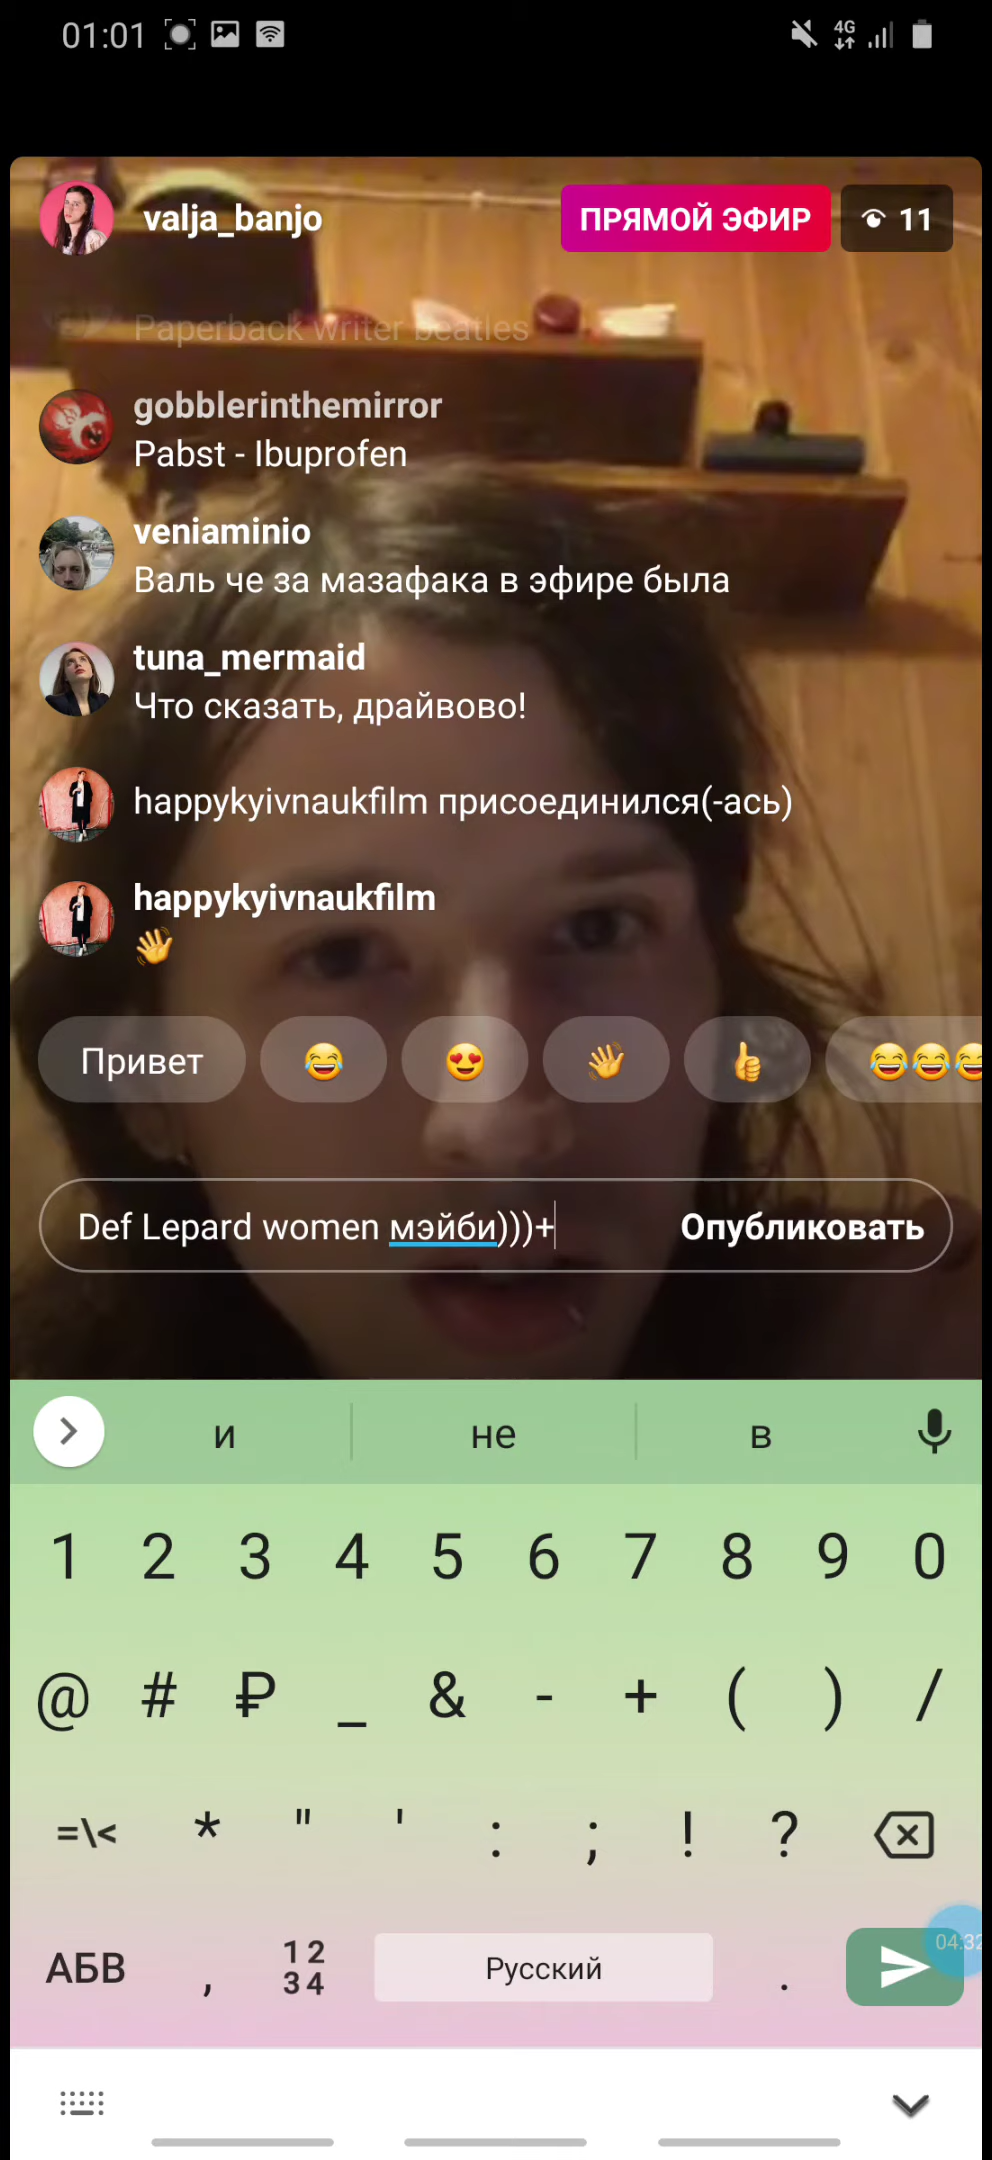 01:01
4G
valja_banjo
ПРЯМОЙ ЭФИР
11
Paperback writer beatles
gobblerinthemirror
Pabst - Ibuprofen
veniaminio
Валь че за мазафака в эфире была
tuna_mermaid
Что сказать, драйвово!
happykyivnaukfilm присоединился(-ась)
happykyivnaukfilm
👋
Привет 😂 😍 👋 👍 😂😂😂
Def Lepard women мэйби)))+
Опубликовать
и не в
1 2 3 4 5 6 7 8 9 0
@ # ₽ _ & - + ( ) /
=\< * " ' : ; ! ?
АБВ , 12 34 Русский .
04:32